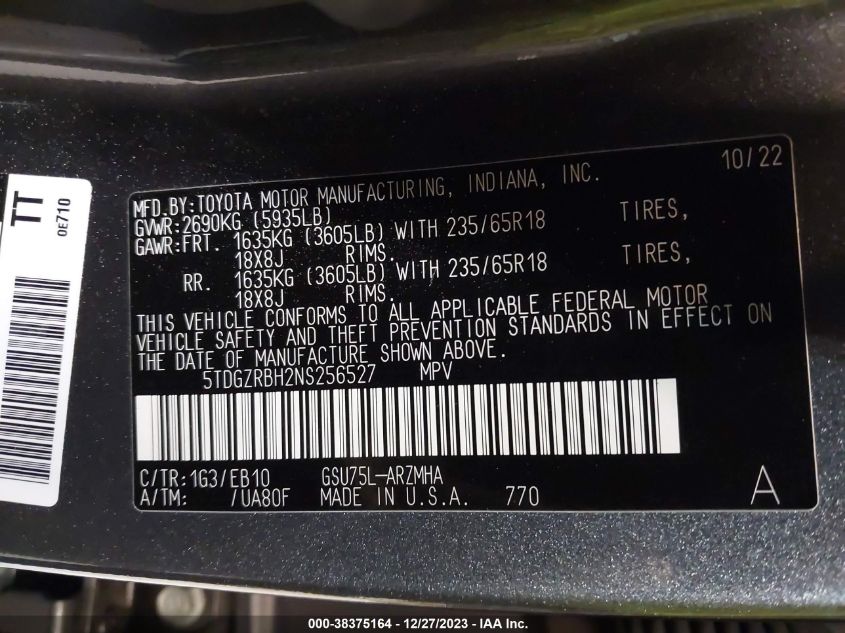 TT
0E710
10/22
MFD.BY:TOYOTA MOTOR MANUFACTURING, INDIANA, INC.
GVWR:2690KG (5935LB)
GAWR:FRT. 1635KG (3605LB) WITH 235/65R18 TIRES,
18X8J RIMS.
RR. 1635KG (3605LB) WITH 235/65R18 TIRES,
18X8J RIMS.
THIS VEHICLE CONFORMS TO ALL APPLICABLE FEDERAL MOTOR
VEHICLE SAFETY AND THEFT PREVENTION STANDARDS IN EFFECT ON
THE DATE OF MANUFACTURE SHOWN ABOVE.
5TDGZRBH2NS256527 MPV
C/TR:1G3/EB10 GSU75L-ARZMHA
A/TM: /UA80F MADE IN U.S.A. 770
A
000-38375164 - 12/27/2023 - IAA Inc.